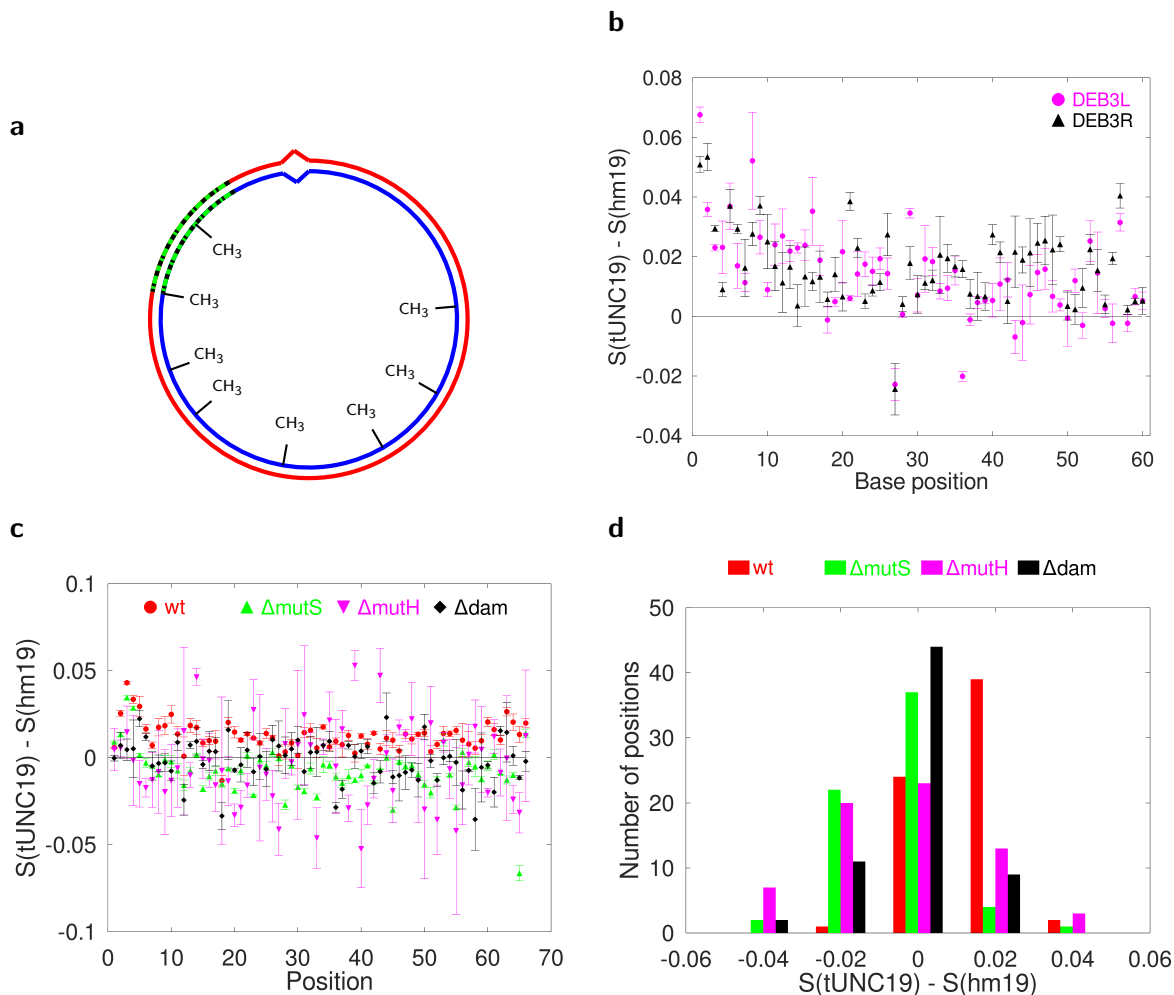 a
CH3
CH3
CH3
CH3
CH3
CH3
CH3
CH3
b
DEB3L
DEB3R
S(tUNC19) - S(hm19)
0.08
0.06
0.04
0.02
0
-0.02
-0.04
0 10 20 30 40 50 60
Base position
c
wt ΔmutS ΔmutH Δdam
S(tUNC19) - S(hm19)
0.1
0.05
0
-0.05
-0.1
0 10 20 30 40 50 60 70
Position
d
wt ΔmutS ΔmutH Δdam
Number of positions
50
40
30
20
10
0
-0.06 -0.04 -0.02 0 0.02 0.04 0.06
S(tUNC19) - S(hm19)